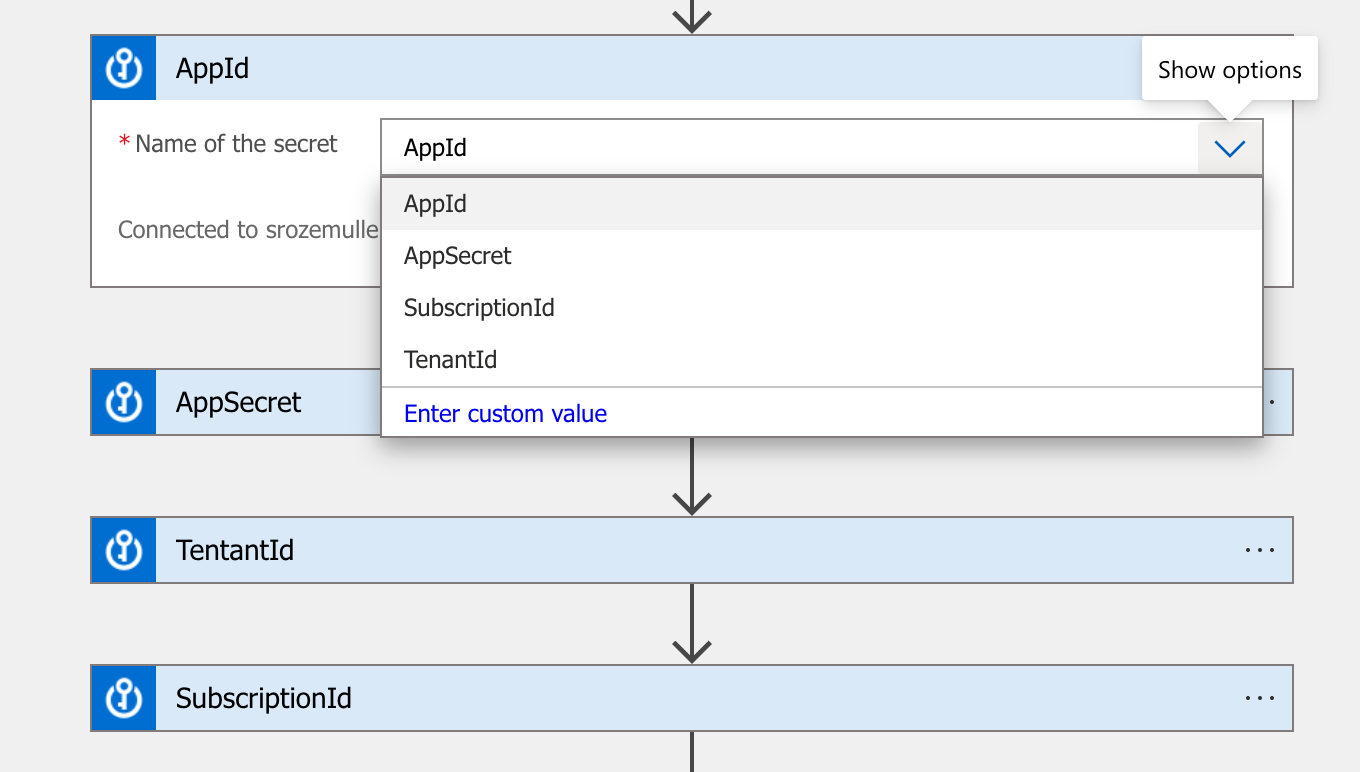 AppId
Show options
* Name of the secret
AppId
AppId
Connected to srozemulle
AppSecret
SubscriptionId
TenantId
Enter custom value
AppSecret
TentantId
SubscriptionId